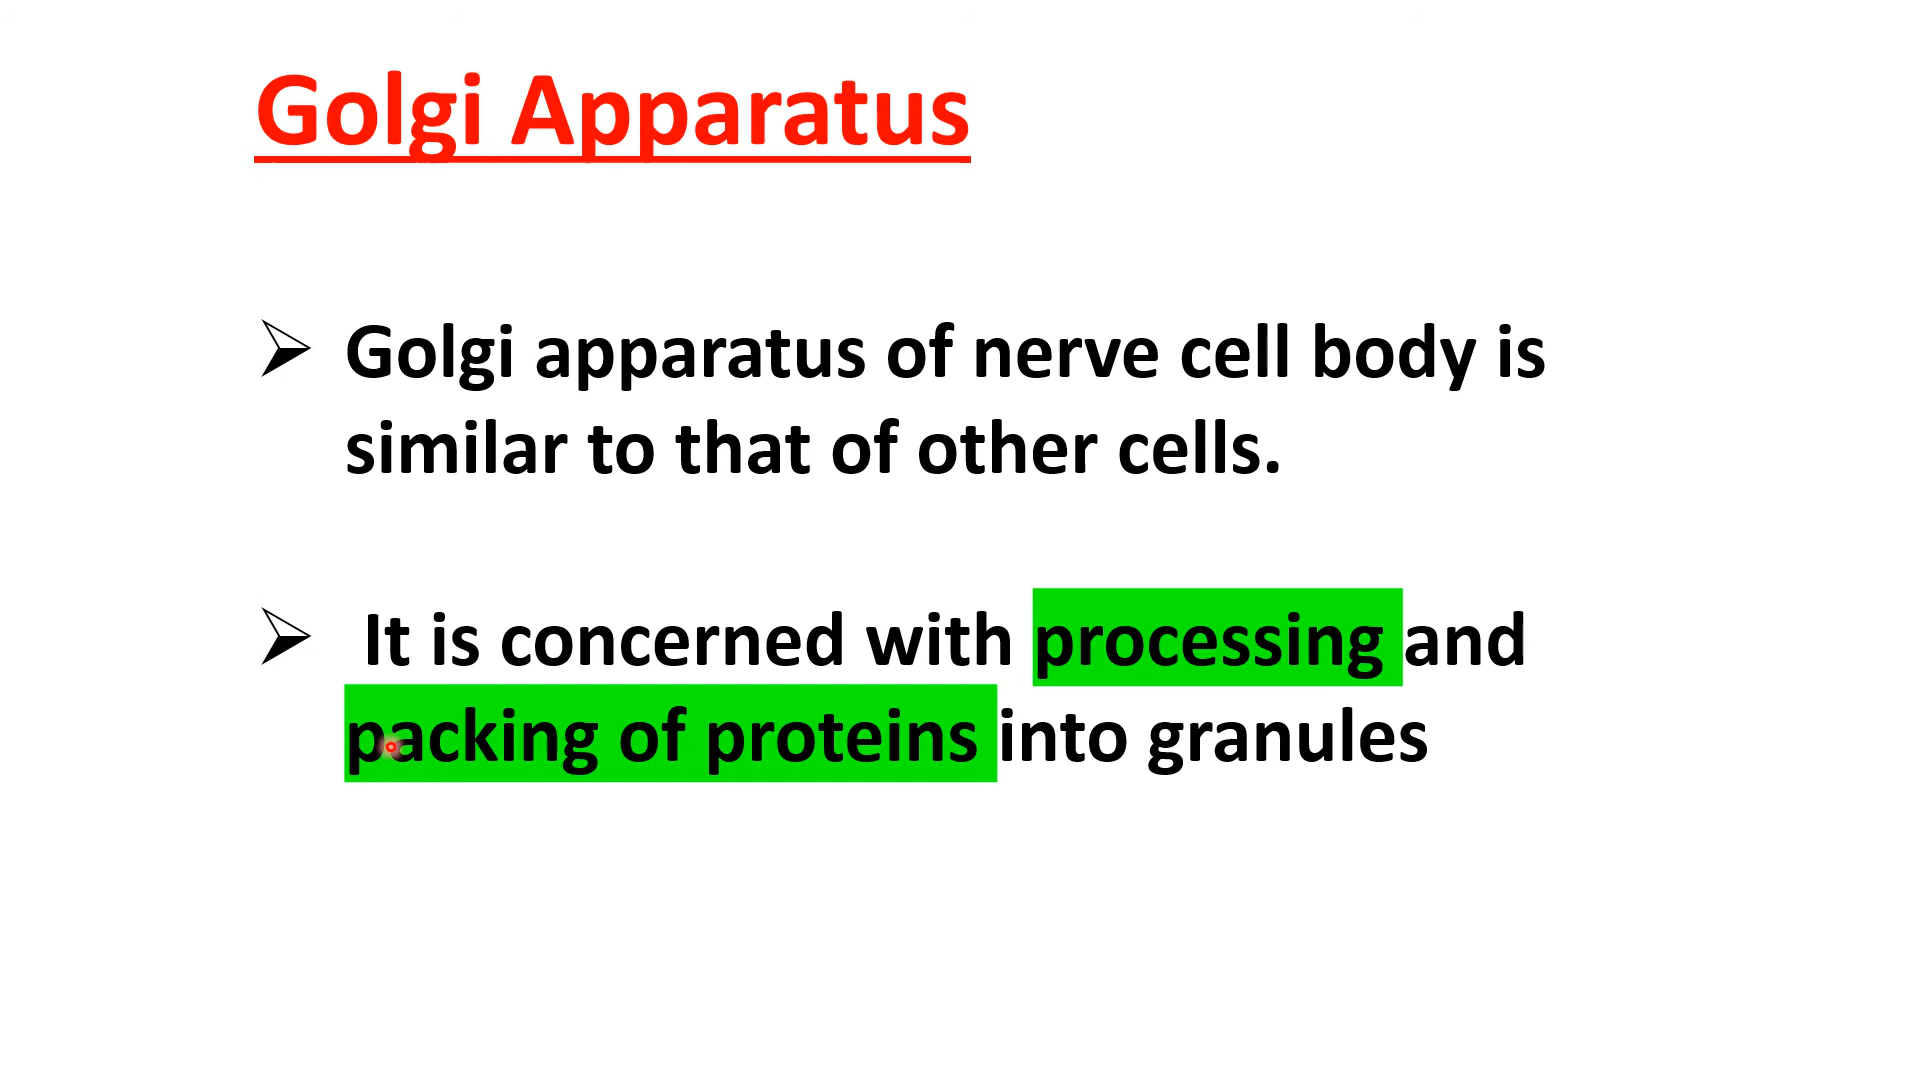 Golgi Apparatus
Golgi apparatus of nerve cell body is
similar to that of other cells.
It is concerned with processing and
packing of proteins into granules